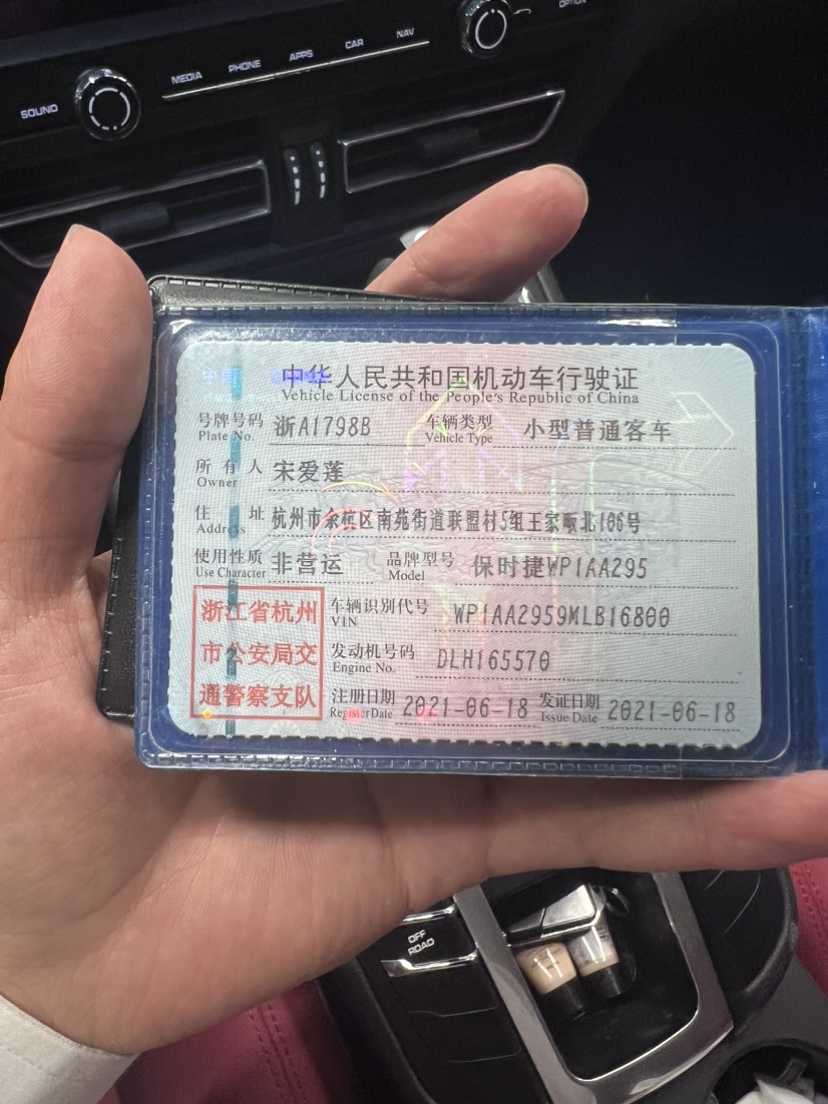 SOUND MEDIA PHONE APPS CAR NAV OPTION
中华人民共和国机动车行驶证
Vehicle License of the People's Republic of China
号牌号码 浙A1798B 车辆类型 小型普通客车
Plate No. Vehicle Type
所有人 宋爱莲
Owner
住址 杭州市余杭区南苑街道联盟村5组王家畈北106号
Address
使用性质 非营运 品牌型号 保时捷WP1AA295
Use Character Model
浙江省杭州
市公安局交
通警察支队
车辆识别代号 WP1AA2959MLB16800
VIN
发动机号码 DLH165570
Engine No.
注册日期 2021-06-18 发证日期 2021-06-18
Register Date Issue Date
OFF
ROAD